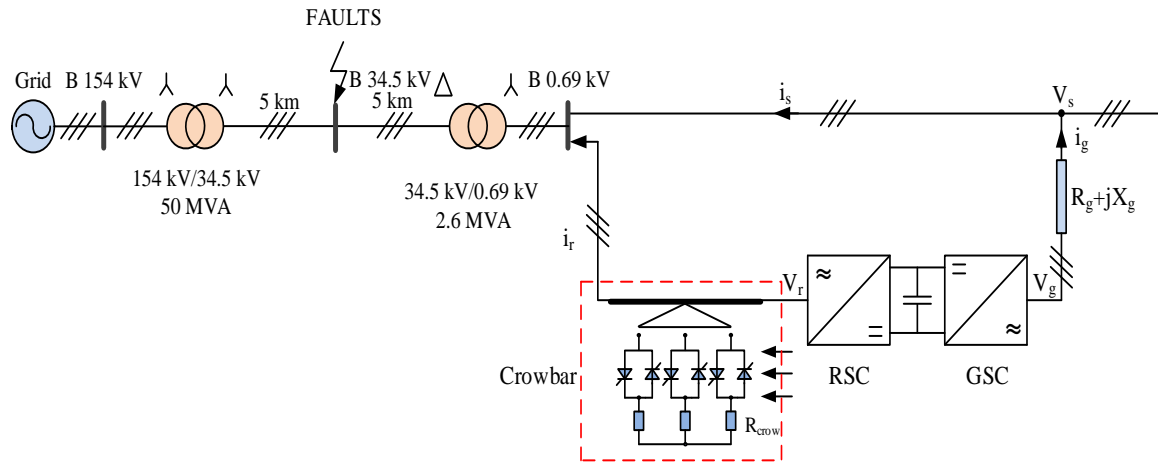 FAULTS
Grid B 154 kV
B 34.5 kV
B 0.69 kV
5 km
5 km
154 kV/34.5 kV
50 MVA
34.5 kV/0.69 kV
2.6 MVA
i_s
V_s
i_g
R_g+jX_g
i_r
V_r
V_g
Crowbar
R_crow
RSC
GSC